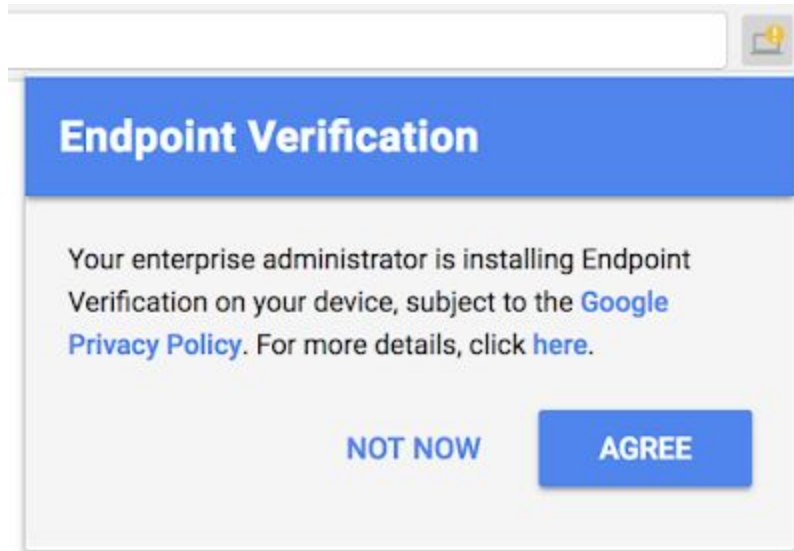 Endpoint Verification
Your enterprise administrator is installing Endpoint
Verification on your device, subject to the Google
Privacy Policy. For more details, click here.
NOT NOW AGREE